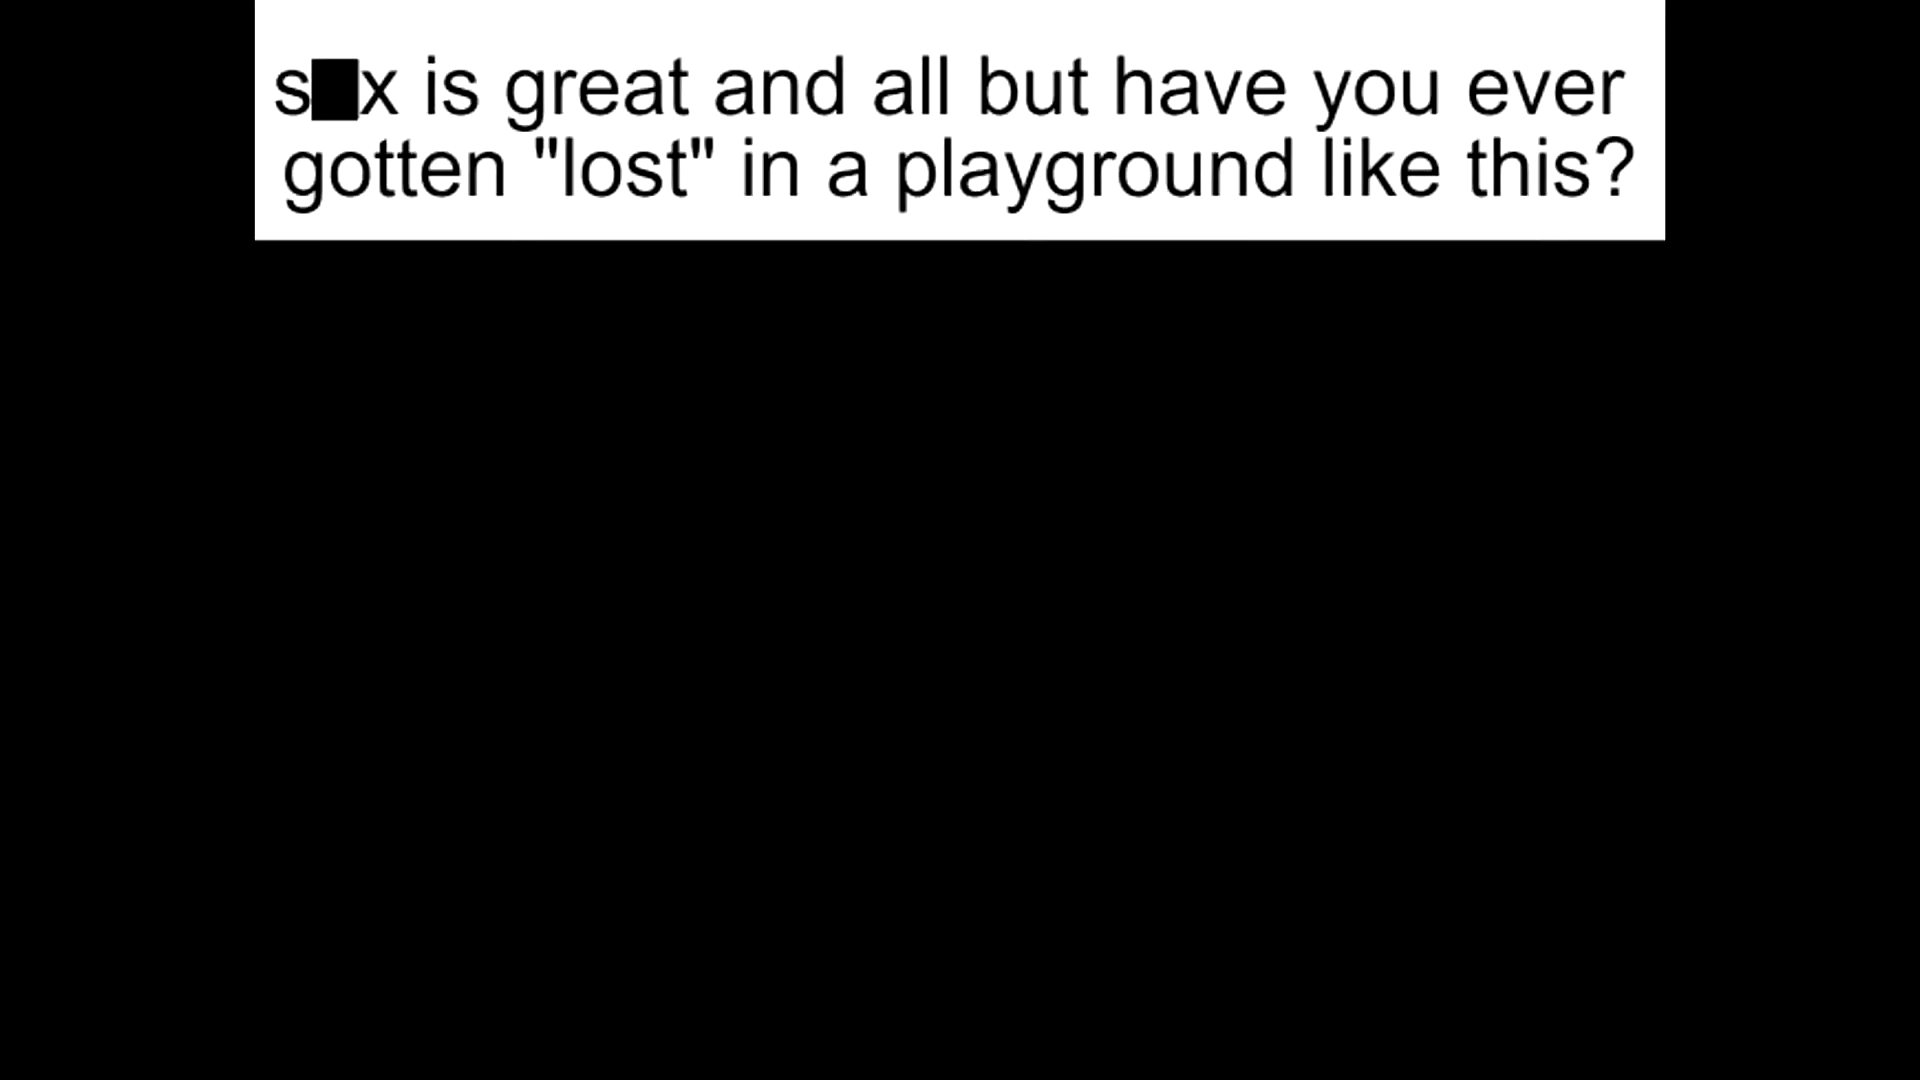 s■x is great and all but have you ever
gotten "lost" in a playground like this?